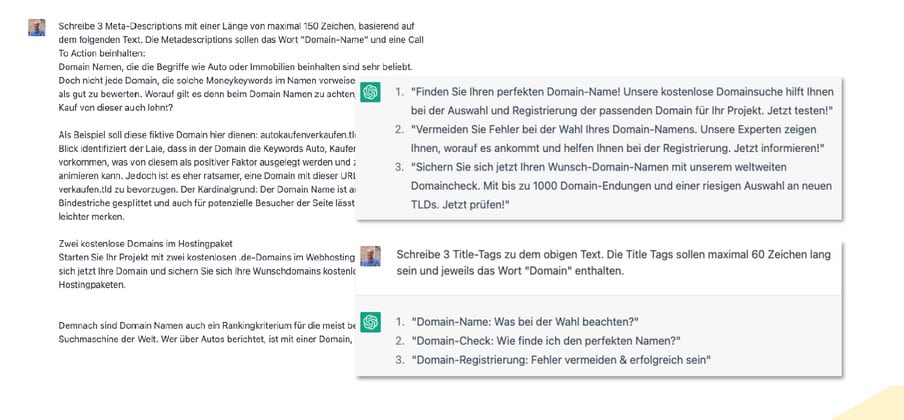 Schreibe 3 Meta-Descriptions mit einer Länge von maximal 150 Zeichen, basierend auf
dem folgenden Text. Die Metadescriptions sollen das Wort "Domain-Name" und eine Call
To Action beinhalten:
Domain Namen, die die Begriffe wie Auto oder Immobilien beinhalten sind sehr beliebt.
Doch nicht jede Domain, die solche Moneykeywords im Namen vorweise
als gut zu bewerten. Worauf gilt es denn beim Domain Namen zu achten,
Kauf von dieser auch lohnt?
Als Beispiel soll diese fiktive Domain hier dienen: autokaufenverkaufen.tl
Blick identifiziert der Laie, dass in der Domain die Keywords Auto, Kaufe
vorkommen, was von diesem als positiver Faktor ausgelegt werden und
animieren kann. Jedoch ist es eher ratsamer, eine Domain mit dieser URL
verkaufen.tld zu bevorzugen. Der Kardinalgrund: Der Domain Name ist
Bindestriche gesplittet und auch für potenzielle Besucher der Seite lässt
leichter merken.
Zwei kostenlose Domains im Hostingpaket
Starten Sie Ihr Projekt mit zwei kostenlosen .de-Domains im Webhosting
sich jetzt Ihre Domain und sichern Sie sich Ihre Wunschdomains kostenlo
Hostingpaketen.
Demnach sind Domain Namen auch ein Rankingkriterium für die meist be
Suchmaschine der Welt. Wer über Autos berichtet, ist mit einer Domain,
1. "Finden Sie Ihren perfekten Domain-Name! Unsere kostenlose Domainsuche hilft Ihnen
bei der Auswahl und Registrierung der passenden Domain für Ihr Projekt. Jetzt testen!"
2. "Vermeiden Sie Fehler bei der Wahl Ihres Domain-Namens. Unsere Experten zeigen
Ihnen, worauf es ankommt und helfen Ihnen bei der Registrierung. Jetzt informieren!"
3. "Sichern Sie sich jetzt Ihren Wunsch-Domain-Namen mit unserem weltweiten
Domaincheck. Mit bis zu 1000 Domain-Endungen und einer riesigen Auswahl an neuen
TLDs. Jetzt prüfen!"
Schreibe 3 Title-Tags zu dem obigen Text. Die Title Tags sollen maximal 60 Zeichen lang
sein und jeweils das Wort "Domain" enthalten.
1. "Domain-Name: Was bei der Wahl beachten?"
2. "Domain-Check: Wie finde ich den perfekten Namen?"
3. "Domain-Registrierung: Fehler vermeiden & erfolgreich sein"